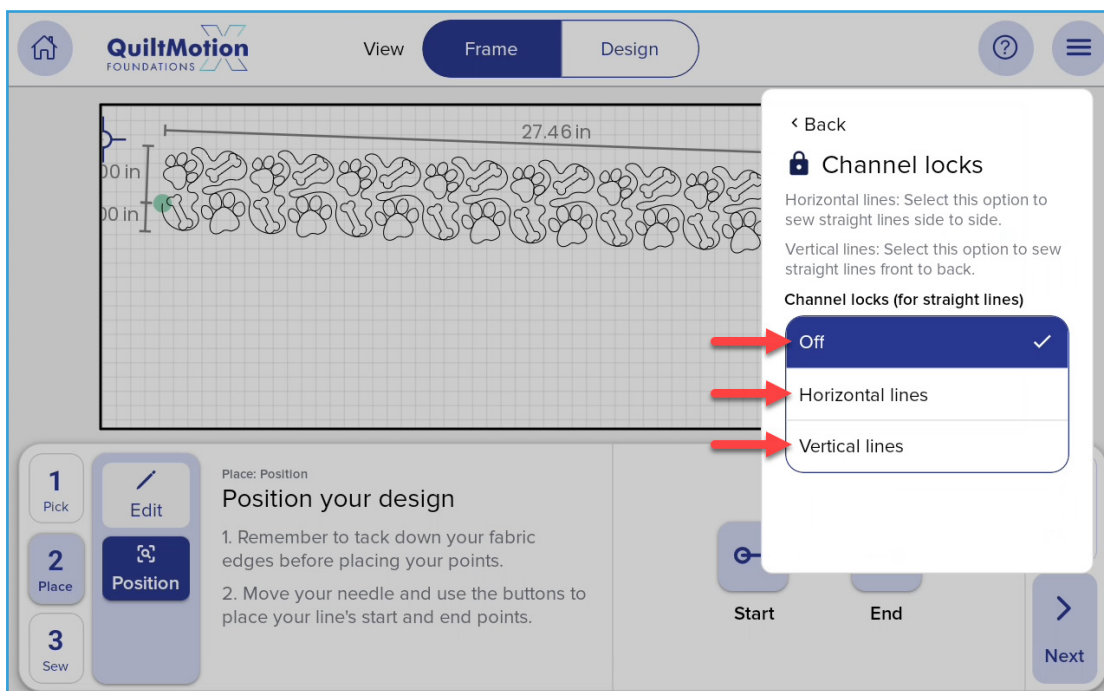 QuiltMotion
FOUNDATIONS
View
Frame
Design
27.46 in
00 in
00 in
Back
Channel locks
Horizontal lines: Select this option to
sew straight lines side to side.
Vertical lines: Select this option to sew
straight lines front to back.
Channel locks (for straight lines)
Off
Horizontal lines
Vertical lines
1
Pick
2
Place
3
Sew
Edit
Position
Place: Position
Position your design
1. Remember to tack down your fabric
edges before placing your points.
2. Move your needle and use the buttons to
place your line's start and end points.
Start
End
Next